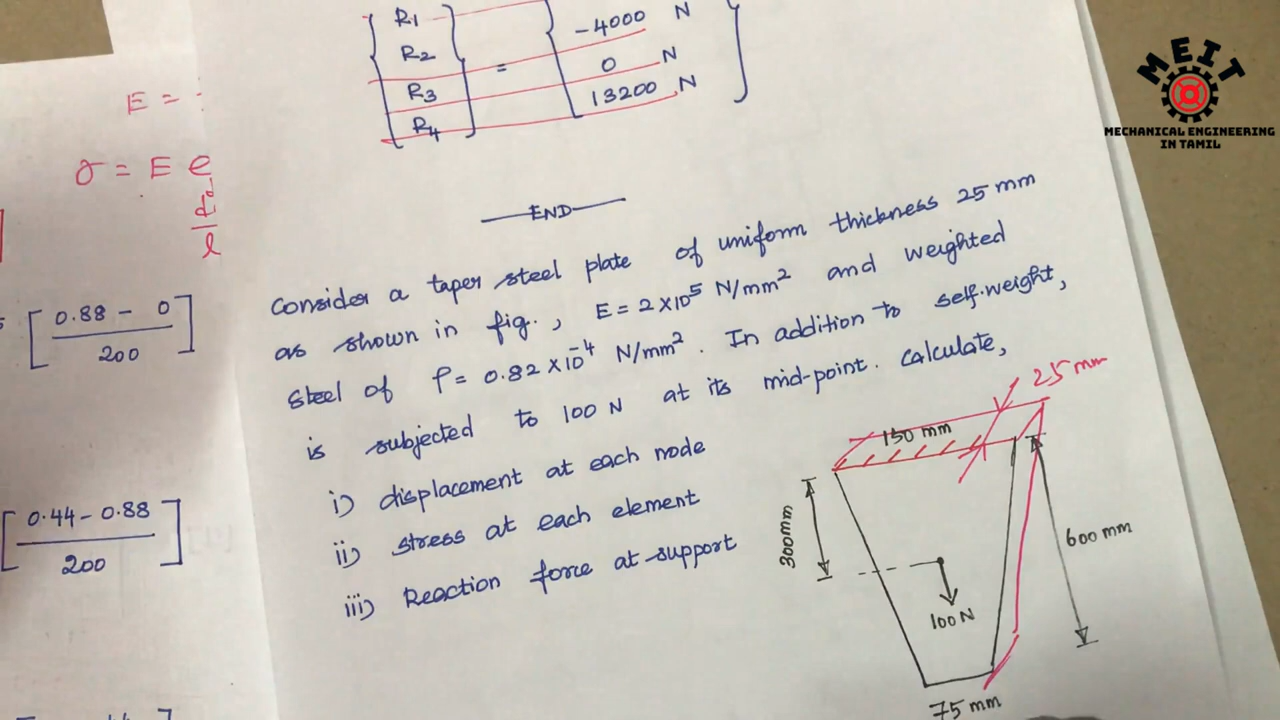 R1
R2
R3
R4
=
-4000 N
0 N
13200 N
E =
σ = E e
dσ
l
0.88 - 0
200
0.44 - 0.88
200
END
Consider a taper steel plate of uniform thickness 25 mm
as shown in fig., E = 2 x 10^5 N/mm2 and weighted
steel of ρ = 0.82 x 10^-4 N/mm2. In addition to self-weight,
is subjected to 100 N at its mid-point. Calculate,
i) displacement at each node
ii) stress at each element
iii) Reaction force at support
25 mm
150 mm
300mm
600 mm
100 N
75 mm
MEIT
MECHANICAL ENGINEERING
IN TAMIL